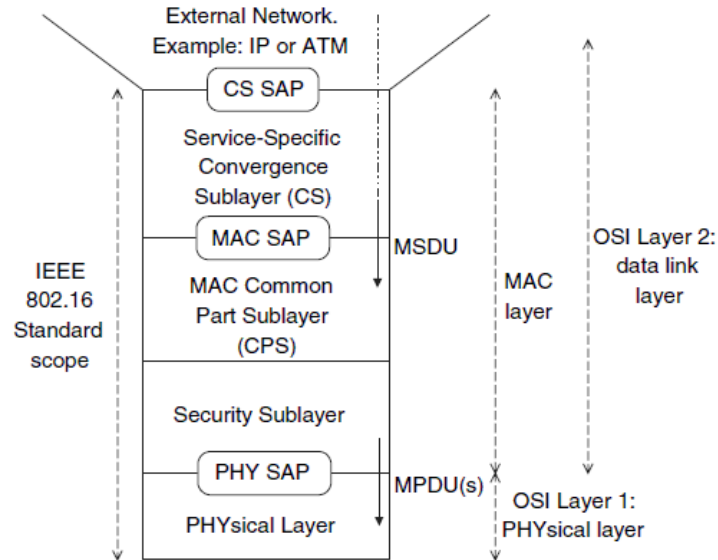 External Network.
Example: IP or ATM
CS SAP
Service-Specific
Convergence
Sublayer (CS)
MAC SAP
MSDU
MAC Common
Part Sublayer
(CPS)
Security Sublayer
PHY SAP
MPDU(s)
PHYsical Layer
IEEE
802.16
Standard
scope
MAC
layer
OSI Layer 2:
data link
layer
OSI Layer 1:
PHYsical layer